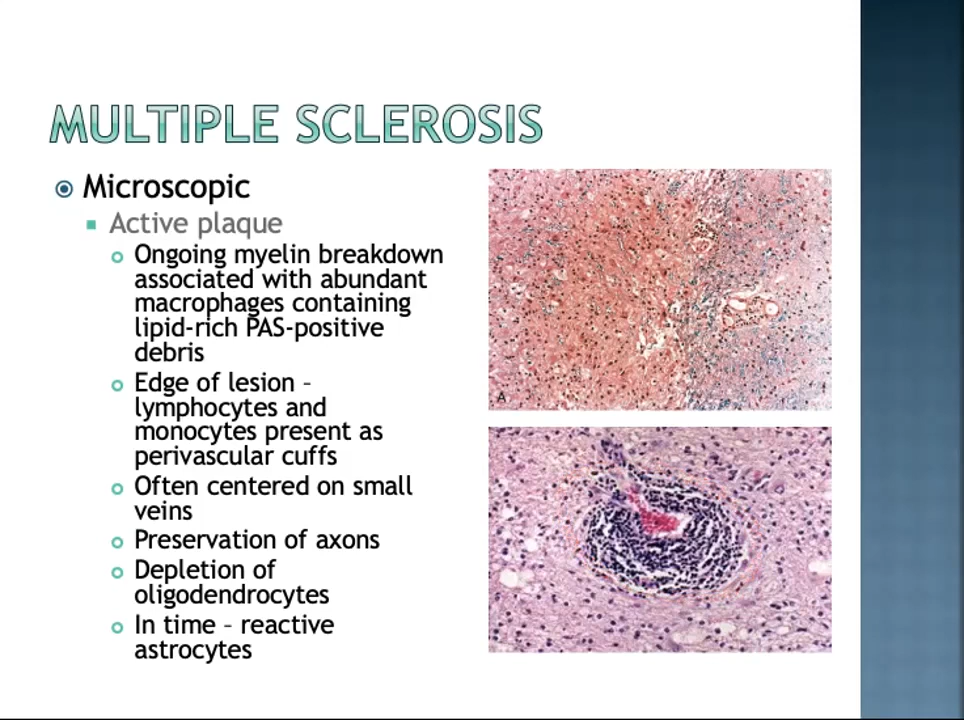 MULTIPLE SCLEROSIS
Microscopic
Active plaque
Ongoing myelin breakdown
associated with abundant
macrophages containing
lipid-rich PAS-positive
debris
Edge of lesion –
lymphocytes and
monocytes present as
perivascular cuffs
Often centered on small
veins
Preservation of axons
Depletion of
oligodendrocytes
In time – reactive
astrocytes
A